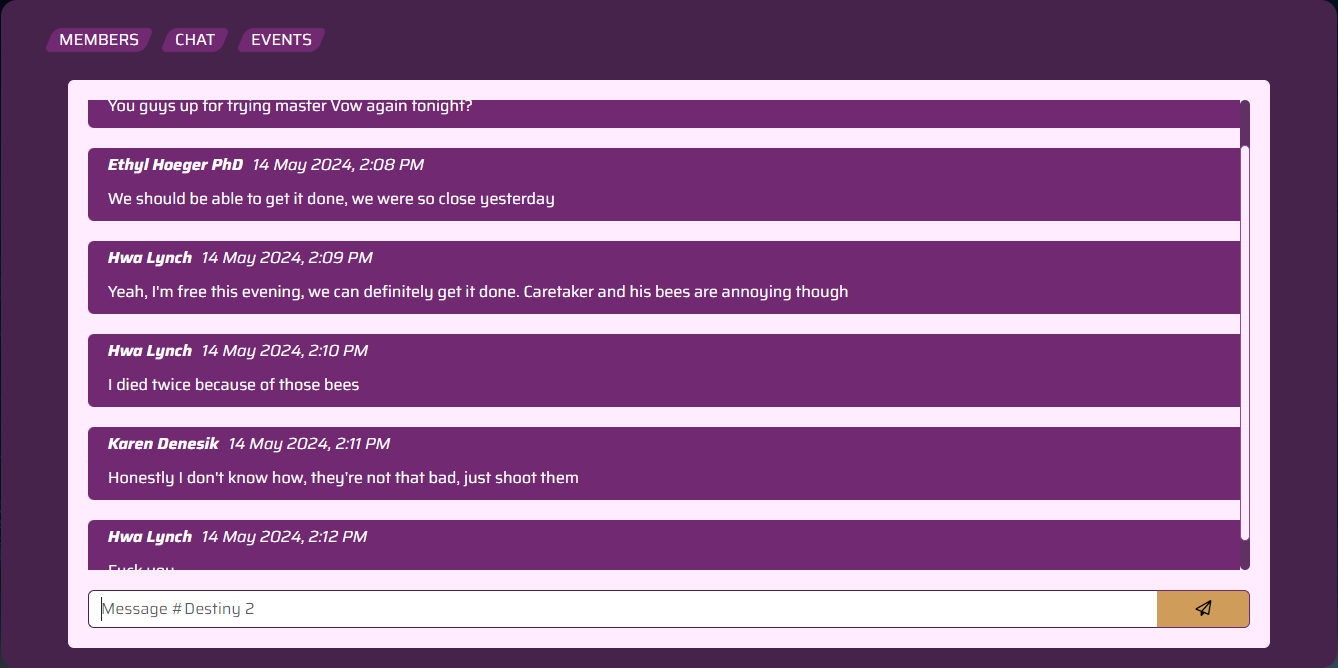 MEMBERS CHAT EVENTS
You guys up for trying master Vow again tonight?
Ethyl Hoeger PhD 14 May 2024, 2:08 PM
We should be able to get it done, we were so close yesterday
Hwa Lynch 14 May 2024, 2:09 PM
Yeah, I'm free this evening, we can definitely get it done. Caretaker and his bees are annoying though
Hwa Lynch 14 May 2024, 2:10 PM
I died twice because of those bees
Karen Denesik 14 May 2024, 2:11 PM
Honestly I don't know how, they're not that bad, just shoot them
Hwa Lynch 14 May 2024, 2:12 PM
Fuck you
Message #Destiny 2